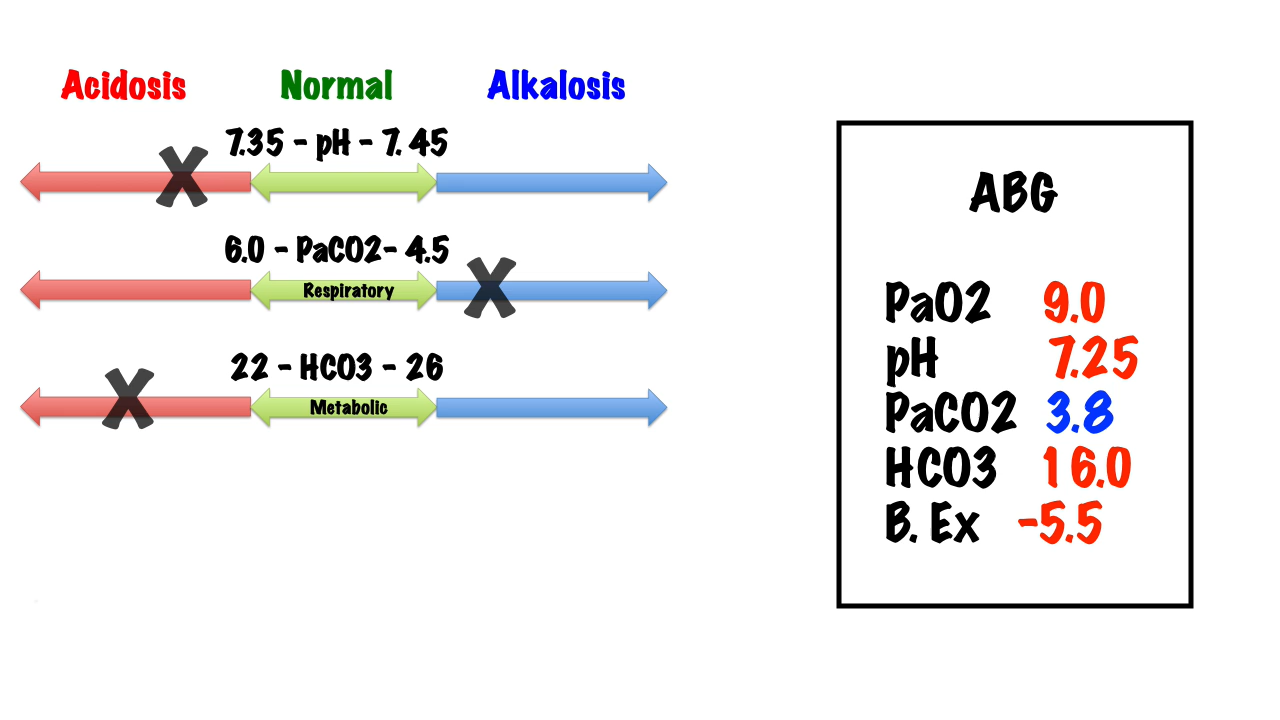 Acidosis Normal Alkalosis
7.35 - pH - 7.45
6.0 - PaCO2- 4.5
Respiratory
22 - HCO3 - 26
Metabolic
ABG
PaO2 9.0
pH 7.25
PaCO2 3.8
HCO3 16.0
B. Ex -5.5